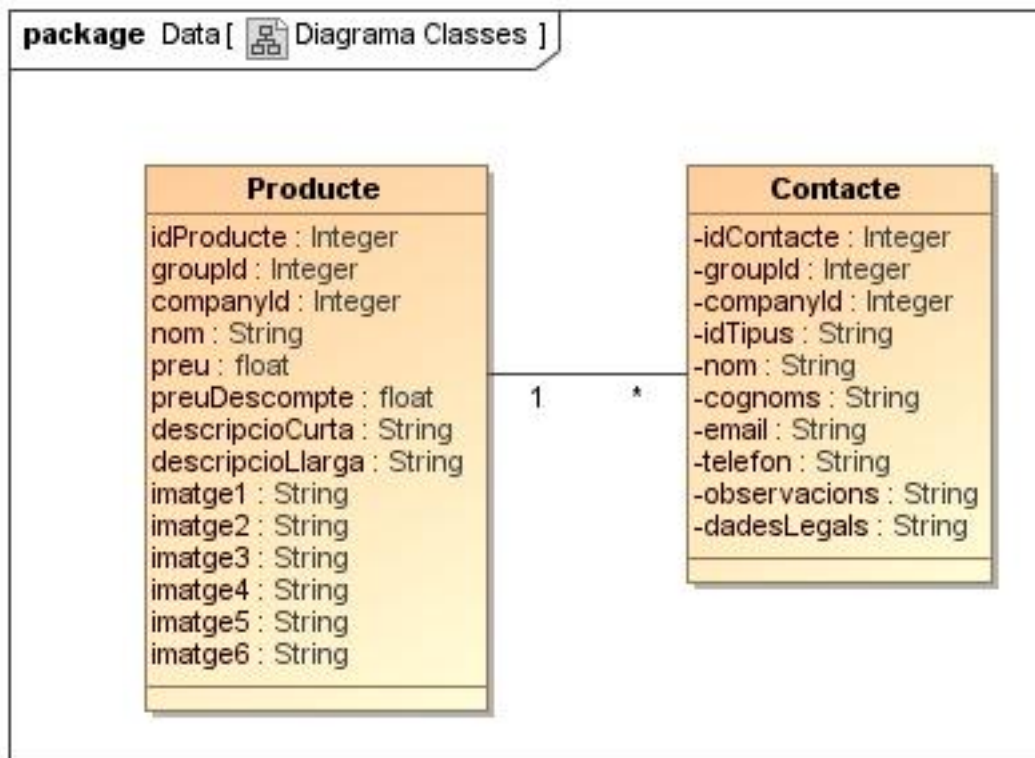 package Data [ Diagrama Classes ]
Producte
idProducte : Integer
groupId : Integer
companyId : Integer
nom : String
preu : float
preuDescompte : float
descripcioCurta : String
descripcioLlarga : String
imatge1 : String
imatge2 : String
imatge3 : String
imatge4 : String
imatge5 : String
imatge6 : String
1 *
Contacte
-idContacte : Integer
-groupId : Integer
-companyId : Integer
-idTipus : String
-nom : String
-cognoms : String
-email : String
-telefon : String
-observacions : String
-dadesLegals : String